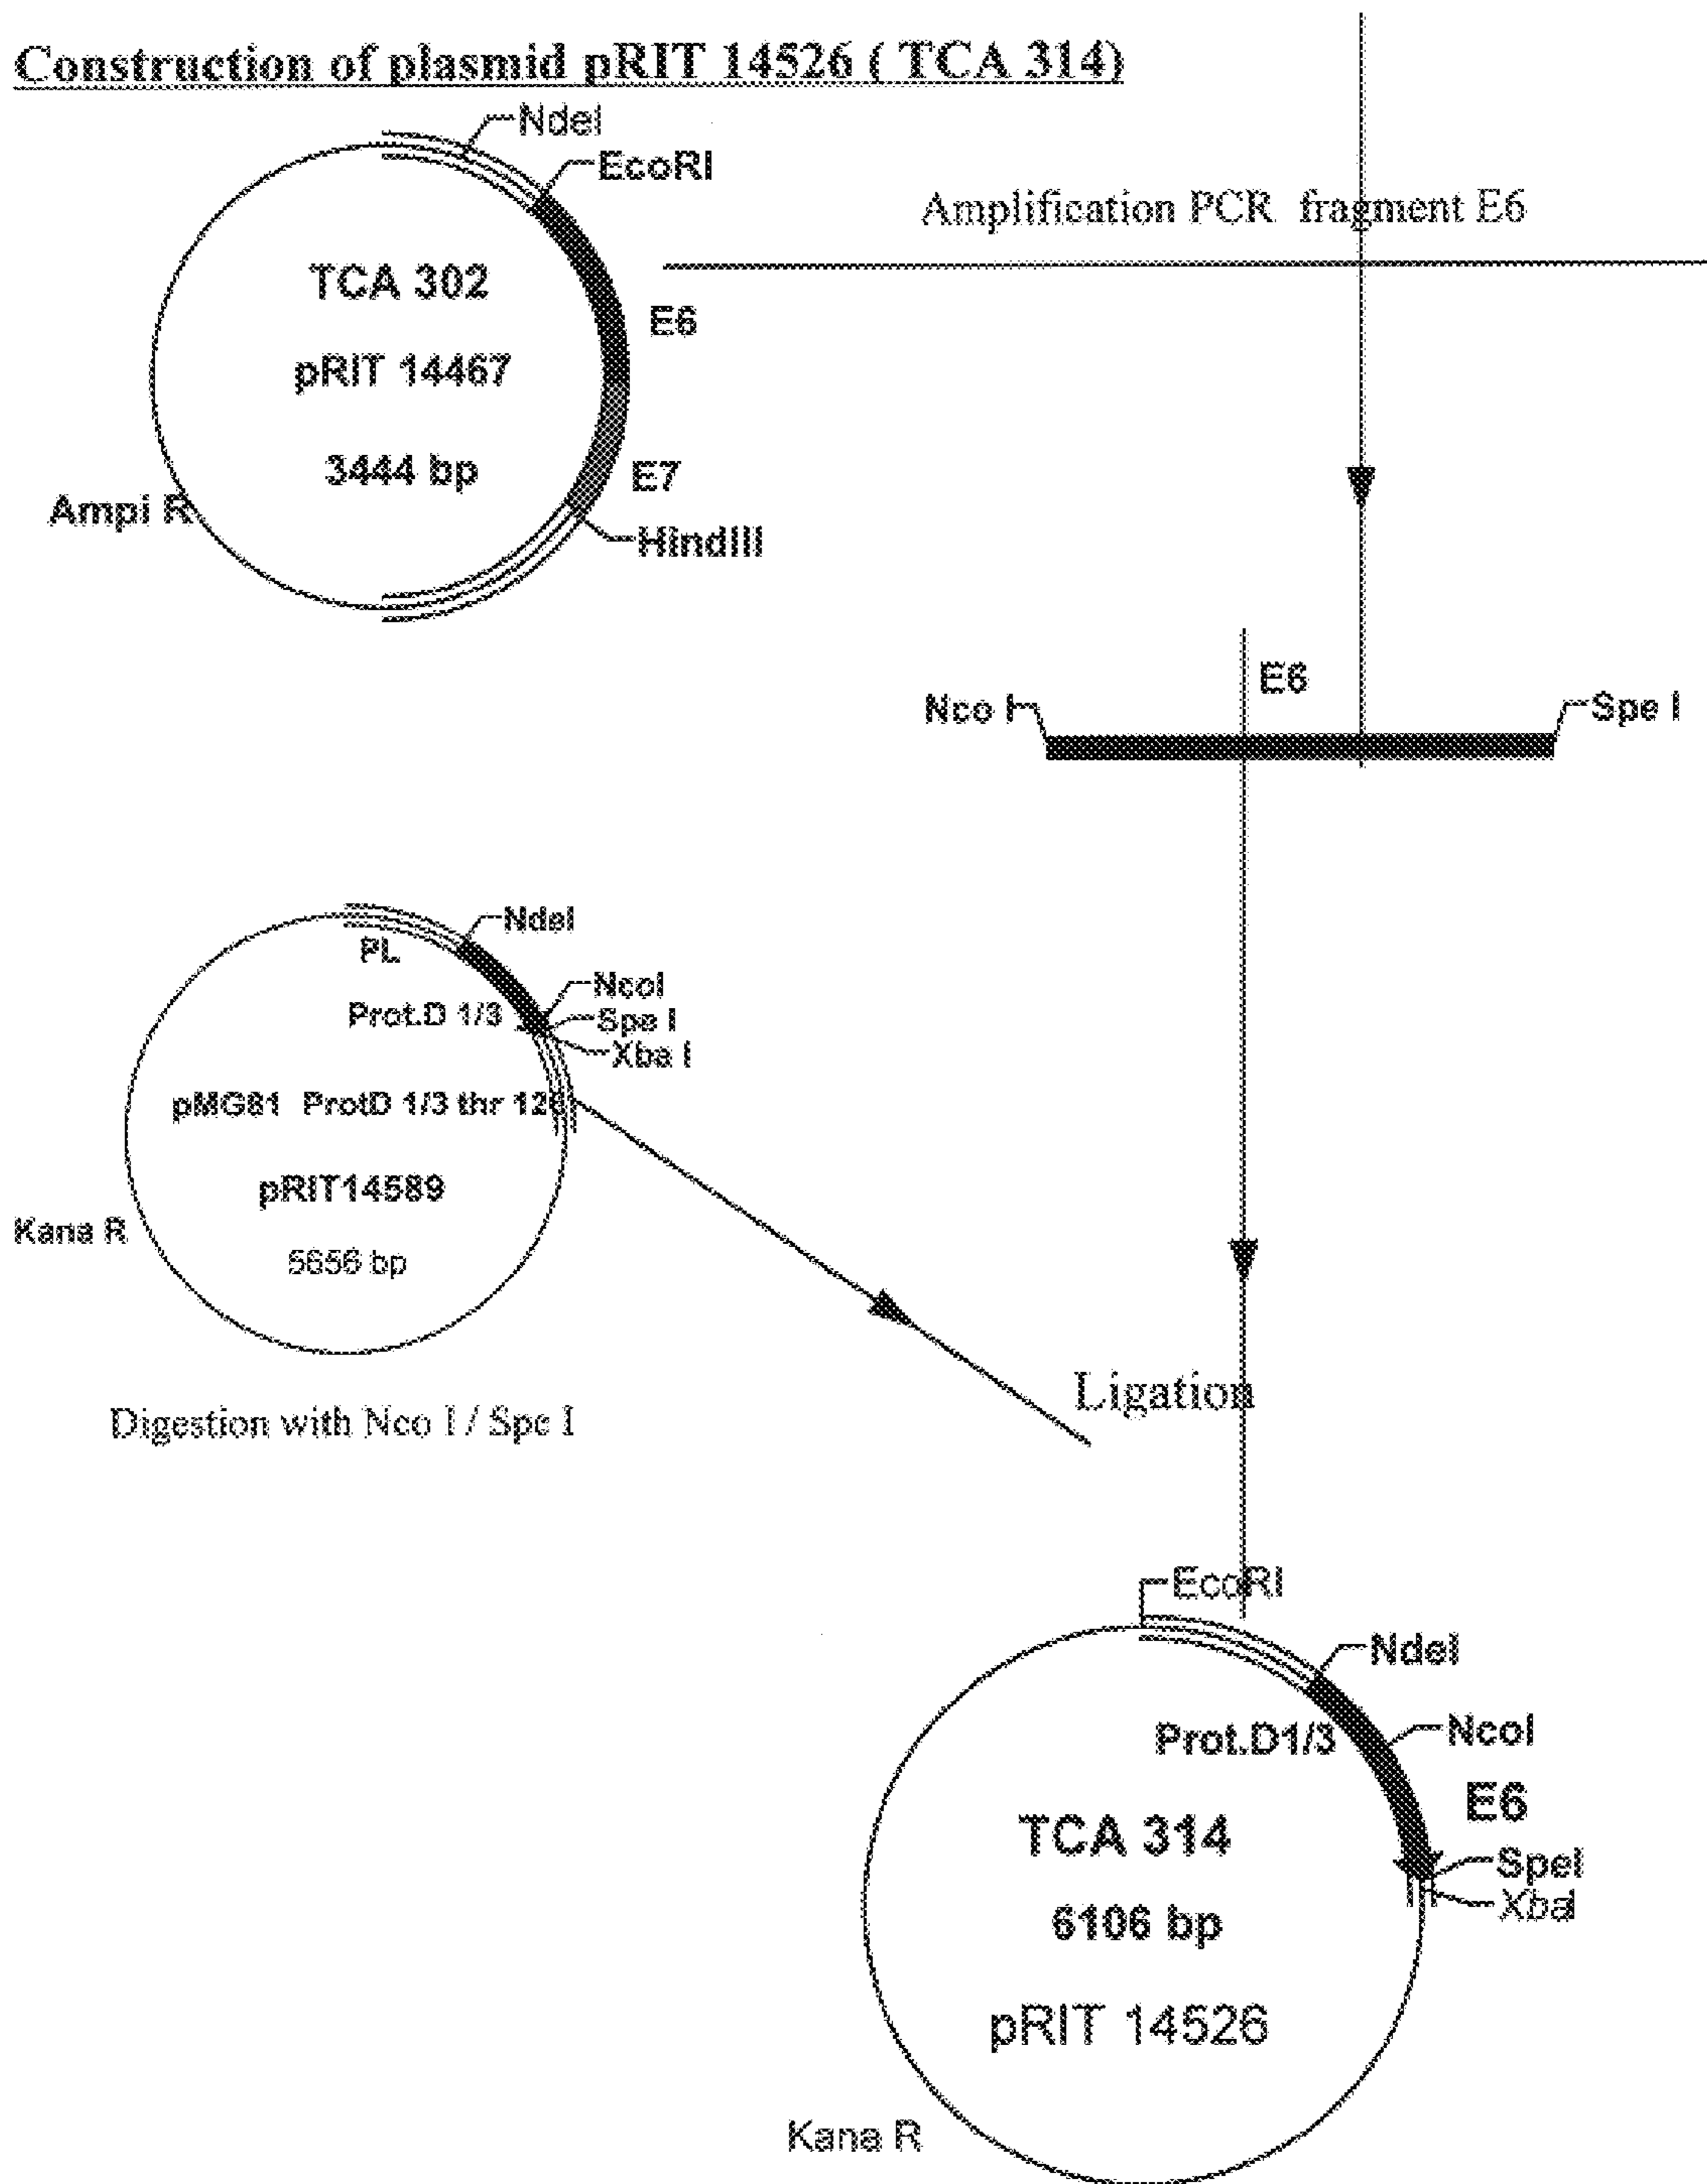 Construction of plasmid pRIT 14526 ( TCA 314)
NdeI
EcoRI
Amplification PCR fragment E6
TCA 302
E6
pRIT 14467
3444 bp
E7
Ampi R
HindIII
E6
Nco I
Spe I
NdeI
PL
NcoI
Prot.D 1/3
Spe I
Xba I
pMG81 ProtD 1/3 thr
pRIT14589
Kana R
5656 bp
Ligation
Digestion with Nco I / Spe I
EcoRI
NdeI
NcoI
Prot.D1/3
E6
TCA 314
SpeI
XbaI
6106 bp
pRIT 14526
Kana R